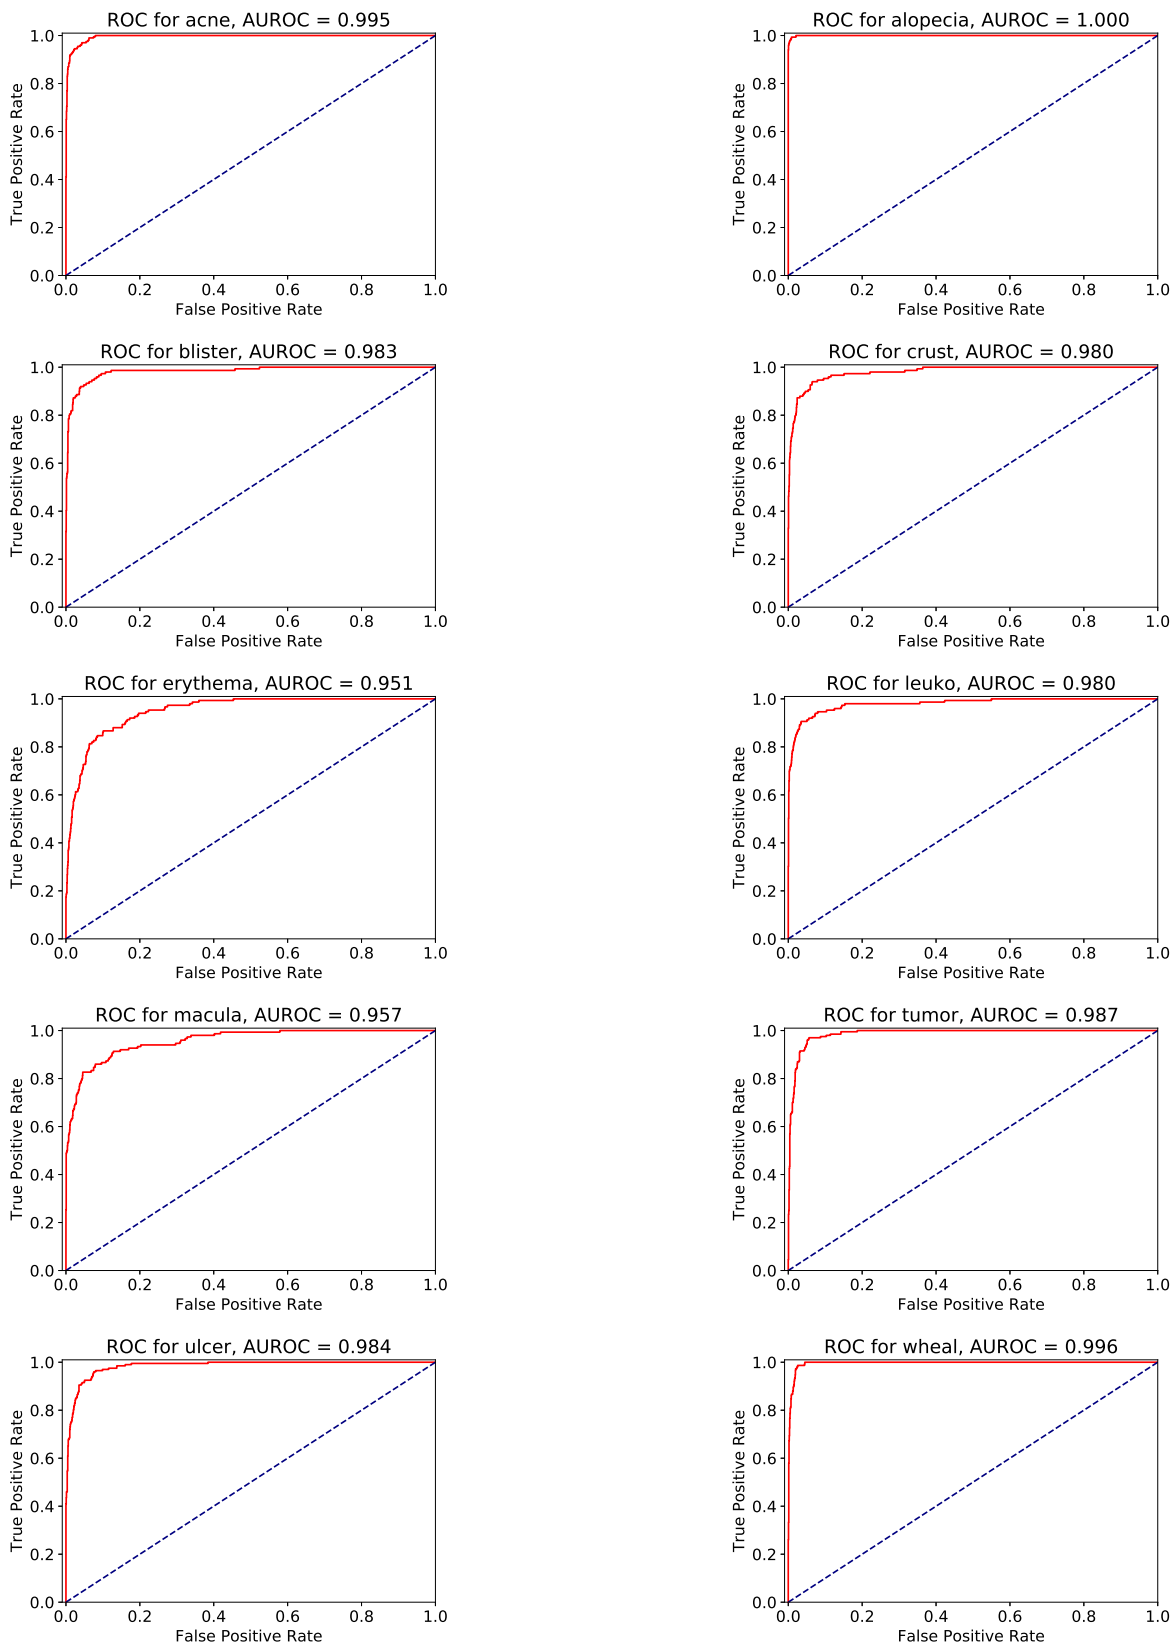 ROC for acne, AUROC = 0.995
1.0
0.8
0.6
0.4
0.2
0.0
True Positive Rate
0.0 0.2 0.4 0.6 0.8 1.0
False Positive Rate
ROC for alopecia, AUROC = 1.000
1.0
0.8
0.6
0.4
0.2
0.0
True Positive Rate
0.0 0.2 0.4 0.6 0.8 1.0
False Positive Rate
ROC for blister, AUROC = 0.983
1.0
0.8
0.6
0.4
0.2
0.0
True Positive Rate
0.0 0.2 0.4 0.6 0.8 1.0
False Positive Rate
ROC for crust, AUROC = 0.980
1.0
0.8
0.6
0.4
0.2
0.0
True Positive Rate
0.0 0.2 0.4 0.6 0.8 1.0
False Positive Rate
ROC for erythema, AUROC = 0.951
1.0
0.8
0.6
0.4
0.2
0.0
True Positive Rate
0.0 0.2 0.4 0.6 0.8 1.0
False Positive Rate
ROC for leuko, AUROC = 0.980
1.0
0.8
0.6
0.4
0.2
0.0
True Positive Rate
0.0 0.2 0.4 0.6 0.8 1.0
False Positive Rate
ROC for macula, AUROC = 0.957
1.0
0.8
0.6
0.4
0.2
0.0
True Positive Rate
0.0 0.2 0.4 0.6 0.8 1.0
False Positive Rate
ROC for tumor, AUROC = 0.987
1.0
0.8
0.6
0.4
0.2
0.0
True Positive Rate
0.0 0.2 0.4 0.6 0.8 1.0
False Positive Rate
ROC for ulcer, AUROC = 0.984
1.0
0.8
0.6
0.4
0.2
0.0
True Positive Rate
0.0 0.2 0.4 0.6 0.8 1.0
False Positive Rate
ROC for wheal, AUROC = 0.996
1.0
0.8
0.6
0.4
0.2
0.0
True Positive Rate
0.0 0.2 0.4 0.6 0.8 1.0
False Positive Rate